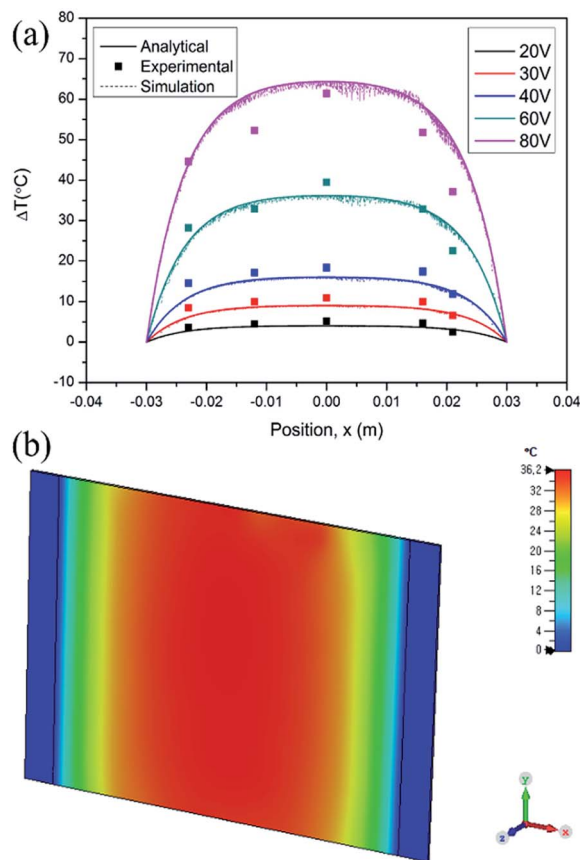 (a)
Analytical
Experimental
Simulation
20V
30V
40V
60V
80V
80
70
60
50
40
30
20
10
0
-10
ΔT(°C)
-0.04 -0.03 -0.02 -0.01 0.00 0.01 0.02 0.03 0.04
Position, x (m)
(b)
°C
36,2
32
28
24
20
16
12
8
4
0
Y
X
Z